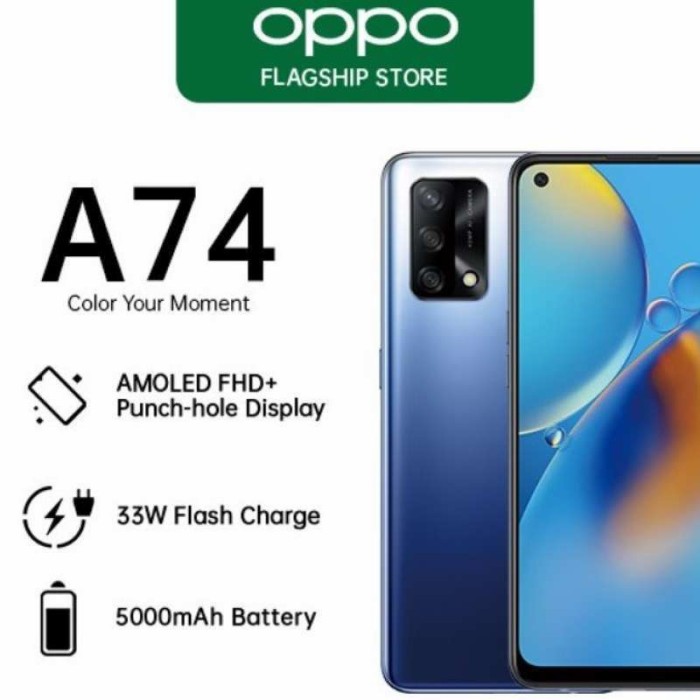 oppo
FLAGSHIP STORE
A74
Color Your Moment
AMOLED FHD+
Punch-hole Display
33W Flash Charge
5000mAh Battery